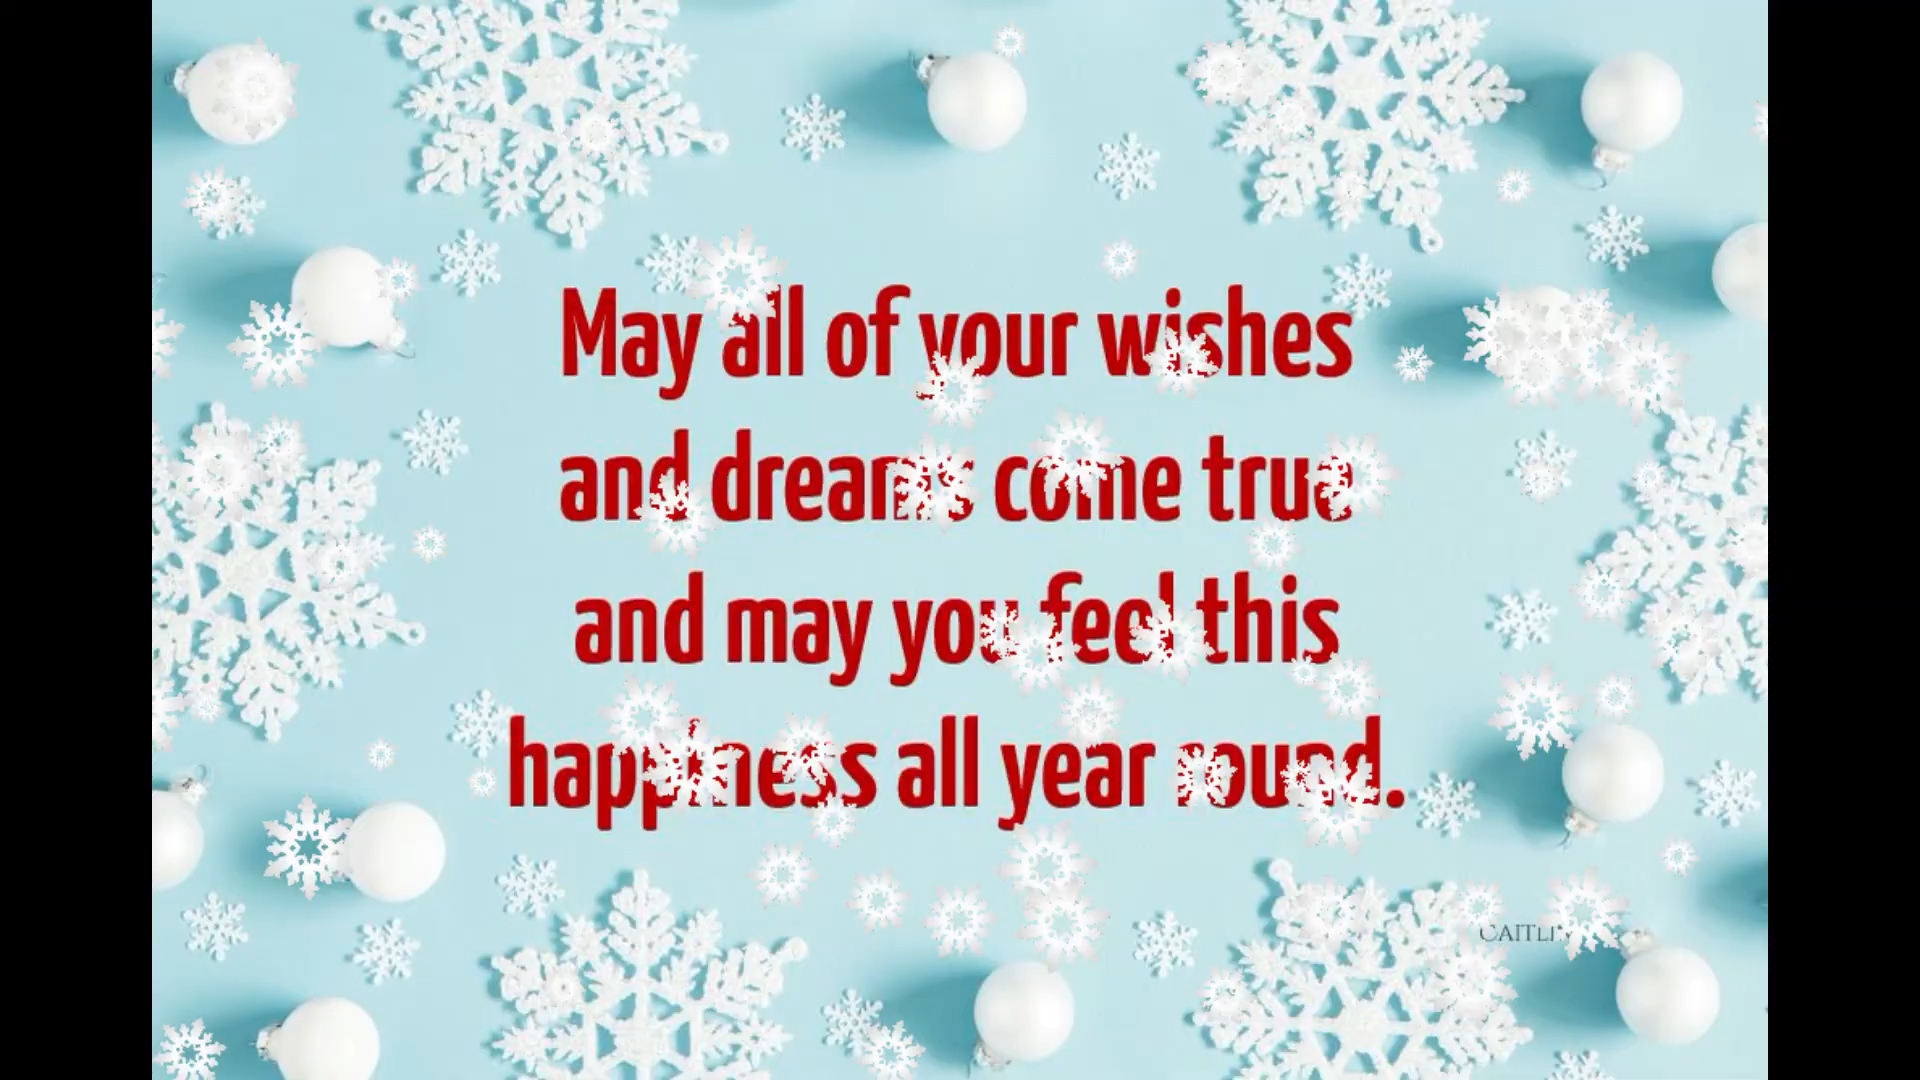 May all of your wishes
and dreams come true
and may you feel this
happiness all year round.